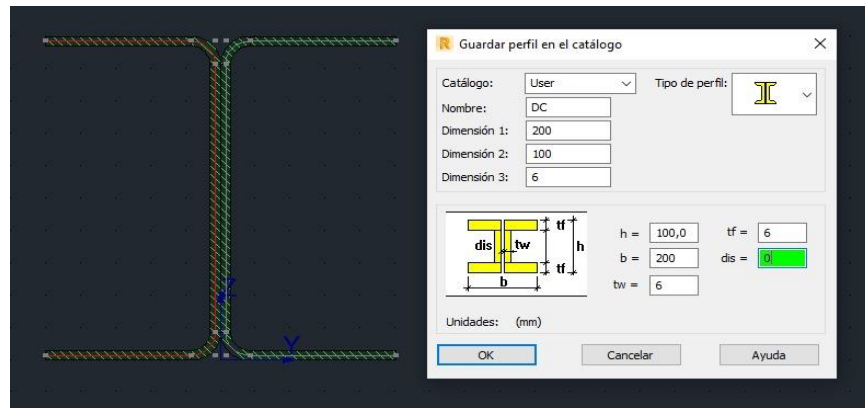 Guardar perfil en el catálogo
Catálogo: User Tipo de perfil:
Nombre: DC
Dimensión 1: 200
Dimensión 2: 100
Dimensión 3: 6
tf
dis tw h
tf
b
h = 100,0 tf = 6
b = 200 dis = 0
tw = 6
Unidades: (mm)
OK Cancelar Ayuda
Z
Y